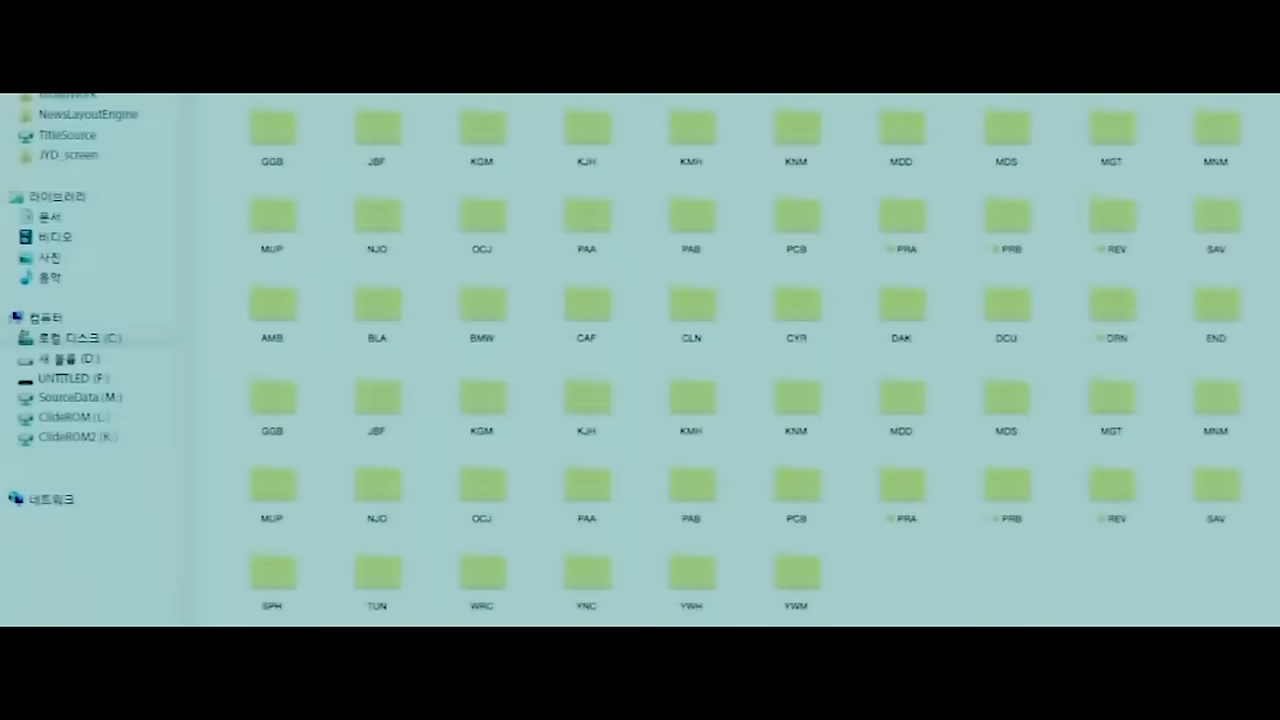 NewsLayoutEngine
TitleSource
JYD_screen
라이브러리
문서
비디오
사진
음악
컴퓨터
로컬 디스크 (C:)
새 볼륨 (D:)
UNTITLED (F:)
SourceData (M:)
ClideROM (L:)
ClideROM2 (K:)
네트워크
GGB JBF KGM KJH KMH KNM MDD MDS MGT MNM
MUP NJO OCJ PAA PAB PCB PRA PRB REV SAV
AMB BLA BMW CAF CLN CYR DAK DCU DRN END
GGB JBF KGM KJH KMH KNM MDD MDS MGT MNM
MUP NJO OCJ PAA PAB PCB PRA PRB REV SAV
SPH TUN WRC YNC YWH YWM